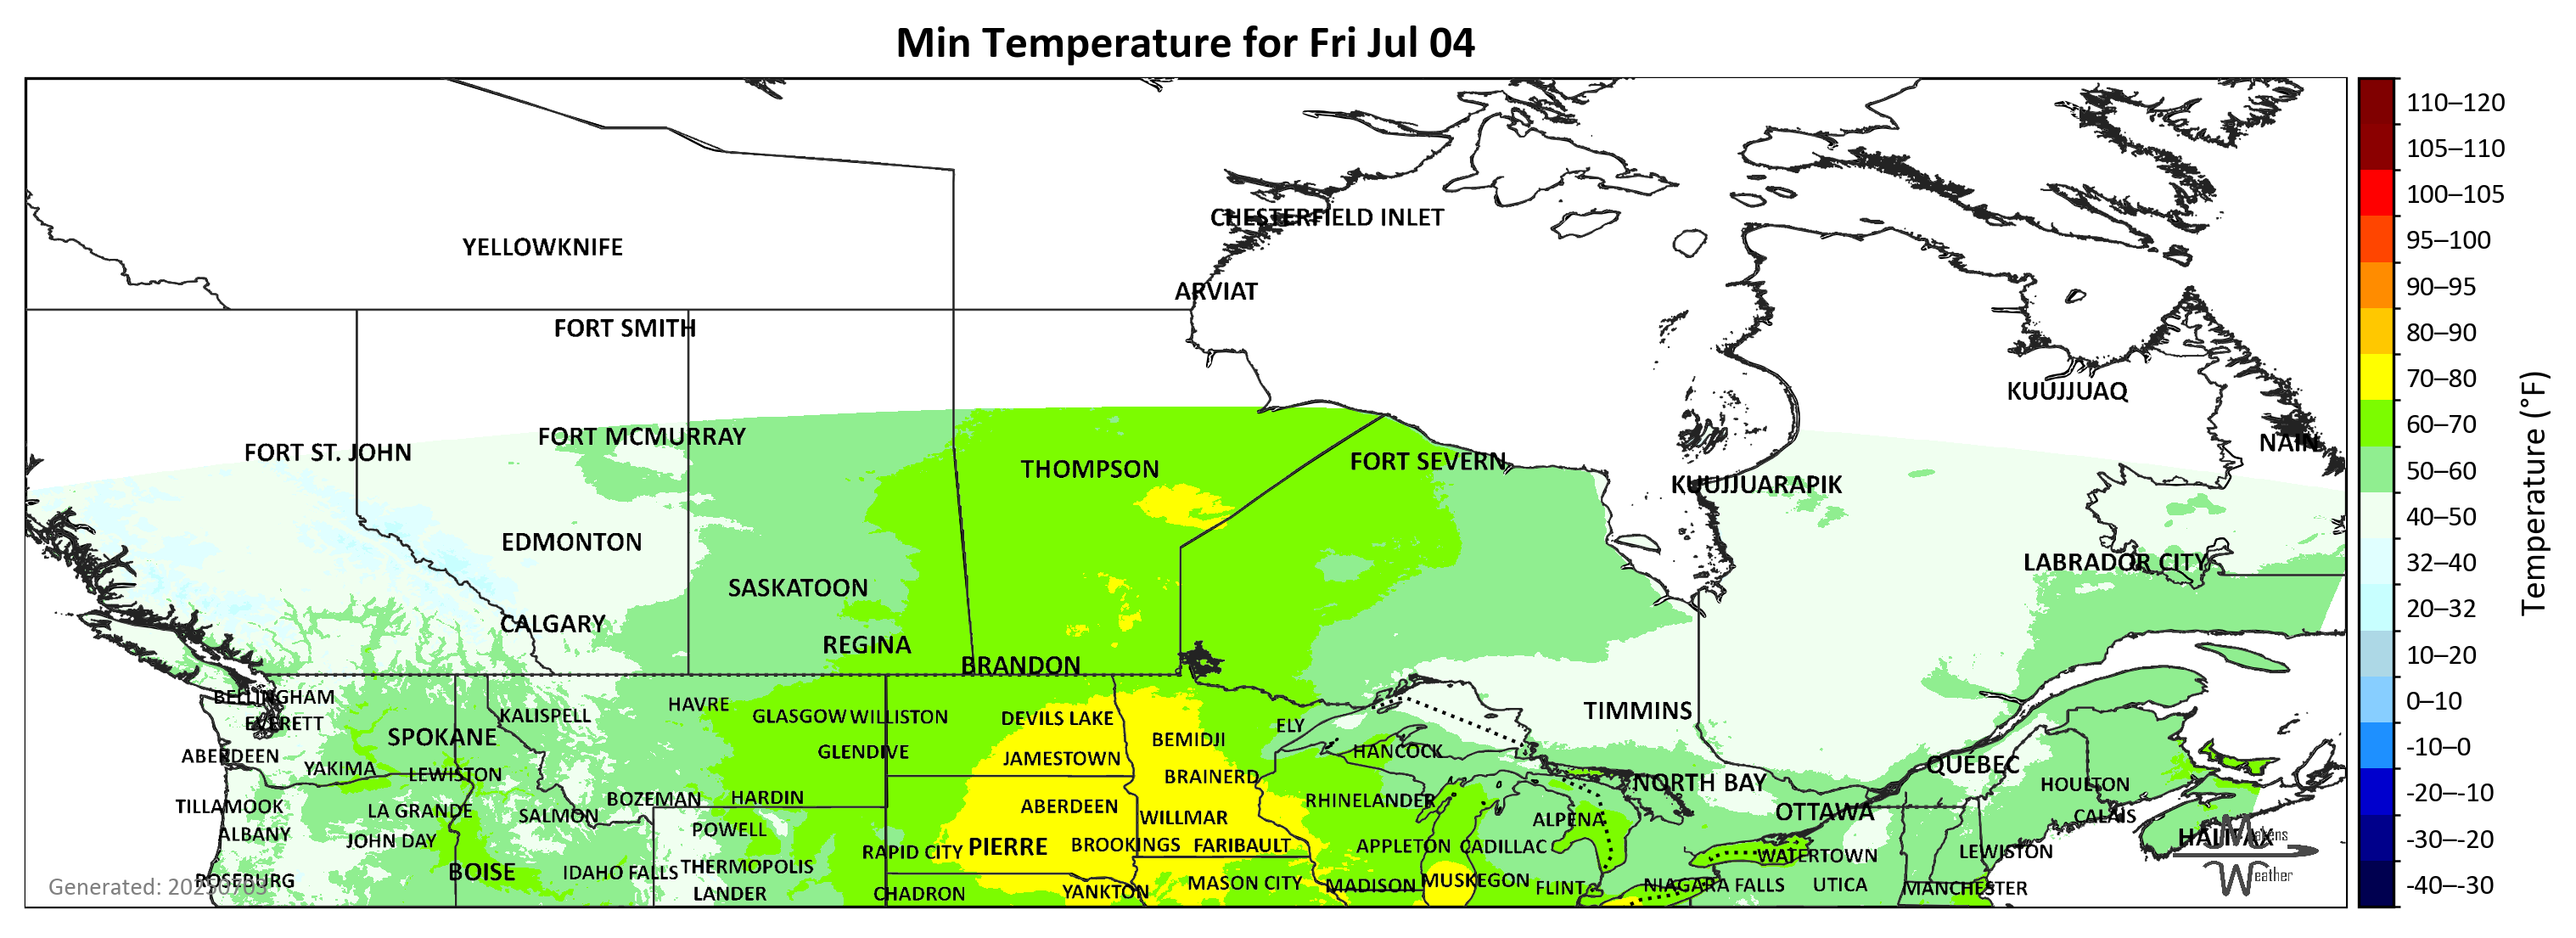 Min Temperature for Fri Jul 04
110–120
105–110
100–105
95–100
90–95
80–90
70–80
60–70
50–60
40–50
32–40
20–32
10–20
0–10
-10–0
-20–-10
-30–-20
-40–-30
Temperature (°F)
CHESTERFIELD INLET
YELLOWKNIFE
ARVIAT
FORT SMITH
KUUJJUAQ
FORT MCMURRAY
NAIN
FORT ST. JOHN
FORT SEVERN
THOMPSON
KUUJJUARAPIK
EDMONTON
LABRADOR CITY
SASKATOON
CALGARY
REGINA
BRANDON
BELLINGHAM
HAVRE
TIMMINS
KALISPELL
GLASGOW
WILLISTON
DEVILS LAKE
EVERETT
ELY
SPOKANE
BEMIDJI
GLENDIVE
HANCOCK
ABERDEEN
JAMESTOWN
QUEBEC
YAKIMA
LEWISTON
BRAINERD
NORTH BAY
HOULTON
BOZEMAN
HARDIN
RHINELANDER
TILLAMOOK
LA GRANDE
SALMON
ABERDEEN
WILLMAR
ALPENA
OTTAWA
CALAIS
ALBANY
JOHN DAY
POWELL
HALIFAX
RAPID CITY
PIERRE
BROOKINGS
FARIBAULT
APPLETON
CADILLAC
WATERTOWN
LEWISTON
BOISE
IDAHO FALLS
THERMOPOLIS
ROSEBURG
LANDER
CHADRON
YANKTON
MASON CITY
MADISON
MUSKEGON
FLINT
NIAGARA FALLS
UTICA
MANCHESTER
Generated: 20250703
Matens
Weather